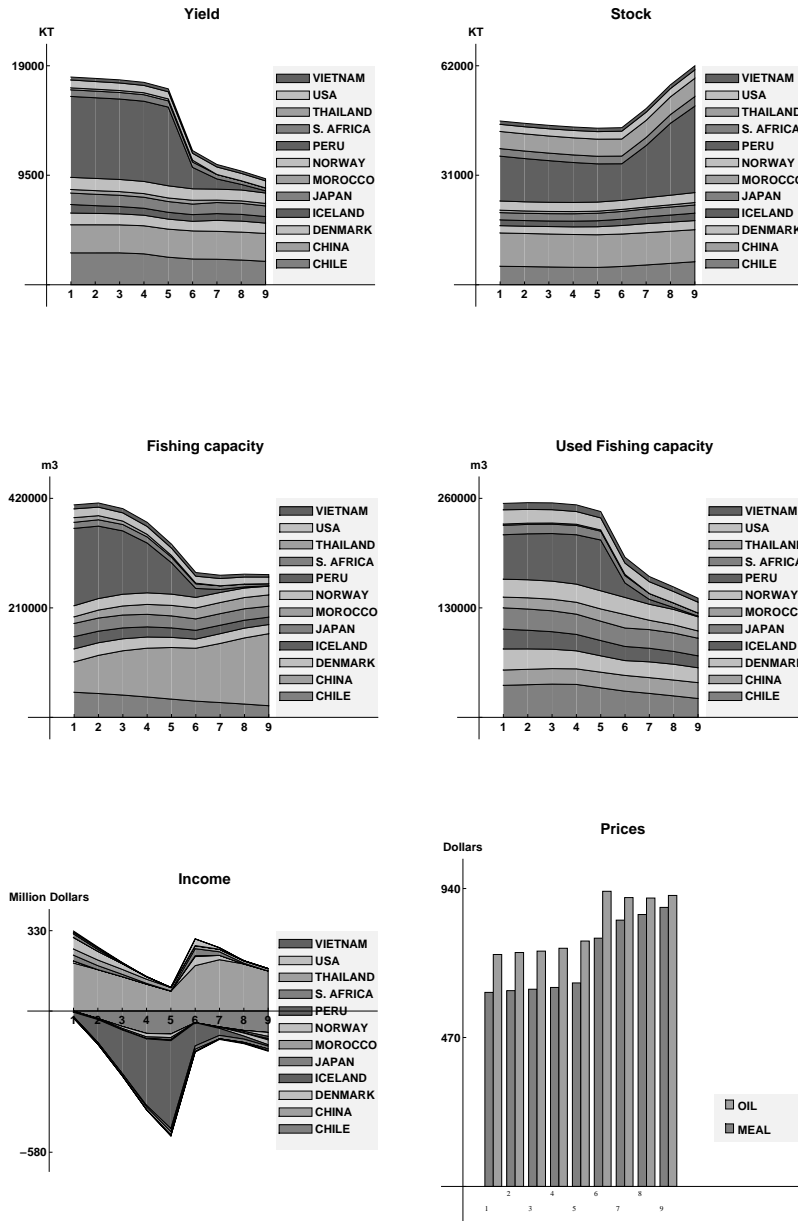 Yield
KT
19000
9500
VIETNAM
USA
THAILAND
S. AFRICA
PERU
NORWAY
MOROCCO
JAPAN
ICELAND
DENMARK
CHINA
CHILE
1 2 3 4 5 6 7 8 9
Stock
KT
62000
31000
VIETNAM
USA
THAILAND
S. AFRICA
PERU
NORWAY
MOROCCO
JAPAN
ICELAND
DENMARK
CHINA
CHILE
1 2 3 4 5 6 7 8 9
Fishing capacity
m3
420000
210000
VIETNAM
USA
THAILAND
S. AFRICA
PERU
NORWAY
MOROCCO
JAPAN
ICELAND
DENMARK
CHINA
CHILE
1 2 3 4 5 6 7 8 9
Used Fishing capacity
m3
260000
130000
VIETNAM
USA
THAILAND
S. AFRICA
PERU
NORWAY
MOROCCO
JAPAN
ICELAND
DENMARK
CHINA
CHILE
1 2 3 4 5 6 7 8 9
Income
Million Dollars
330
−580
VIETNAM
USA
THAILAND
S. AFRICA
PERU
NORWAY
MOROCCO
JAPAN
ICELAND
DENMARK
CHINA
CHILE
1 2 3 4 5 6 7 8 9
Prices
Dollars
940
470
OIL
MEAL
2 4 6 8
1 3 5 7 9